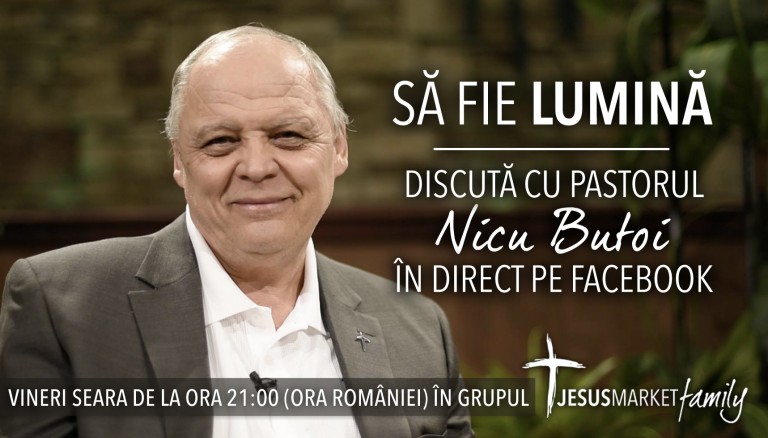 SĂ FIE LUMINĂ
DISCUTĂ CU PASTORUL
Nicu Butoi
ÎN DIRECT PE FACEBOOK
VINERI SEARA DE LA ORA 21:00 (ORA ROMÂNIEI) ÎN GRUPUL
JESUSMARKET family